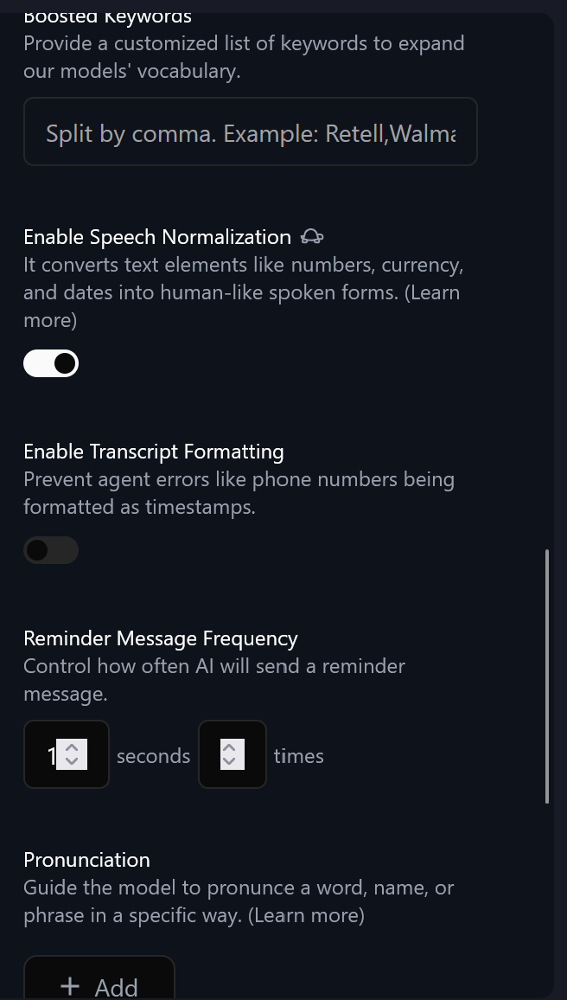 Boosted Keywords
Provide a customized list of keywords to expand
our models' vocabulary.
Split by comma. Example: Retell,Walma
Enable Speech Normalization
It converts text elements like numbers, currency,
and dates into human-like spoken forms. (Learn
more)
Enable Transcript Formatting
Prevent agent errors like phone numbers being
formatted as timestamps.
Reminder Message Frequency
Control how often AI will send a reminder
message.
1 seconds times
Pronunciation
Guide the model to pronunce a word, name, or
phrase in a specific way. (Learn more)
+ Add